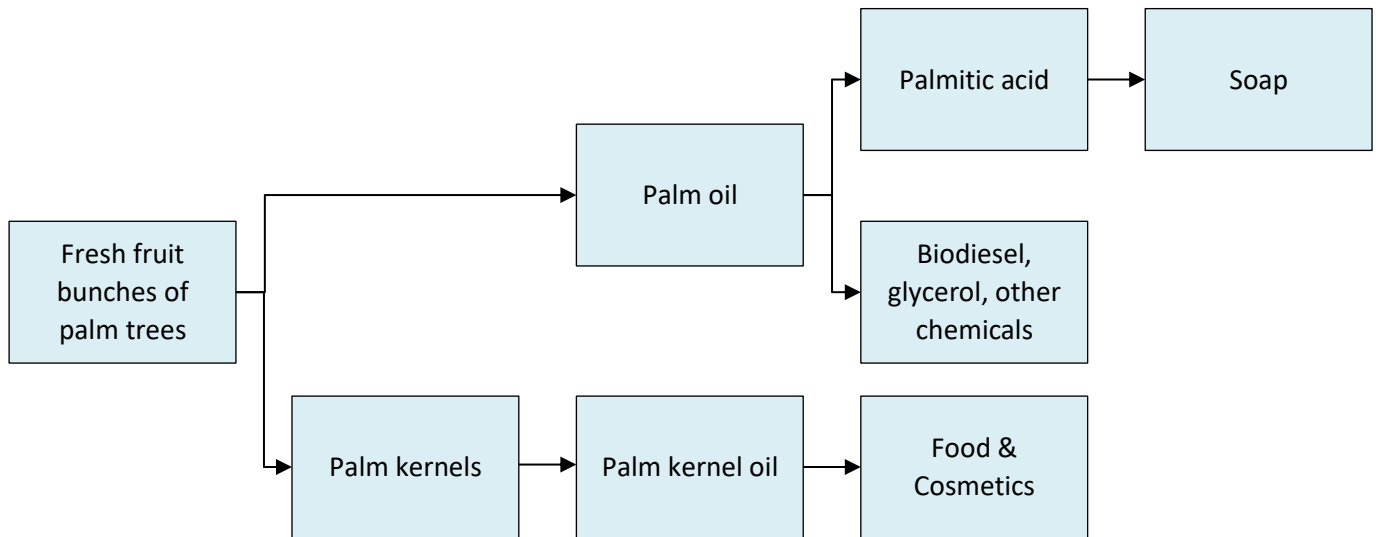 Palmitic acid
Soap
Palm oil
Fresh fruit
bunches of
palm trees
Biodiesel,
glycerol, other
chemicals
Palm kernels
Palm kernel oil
Food &
Cosmetics